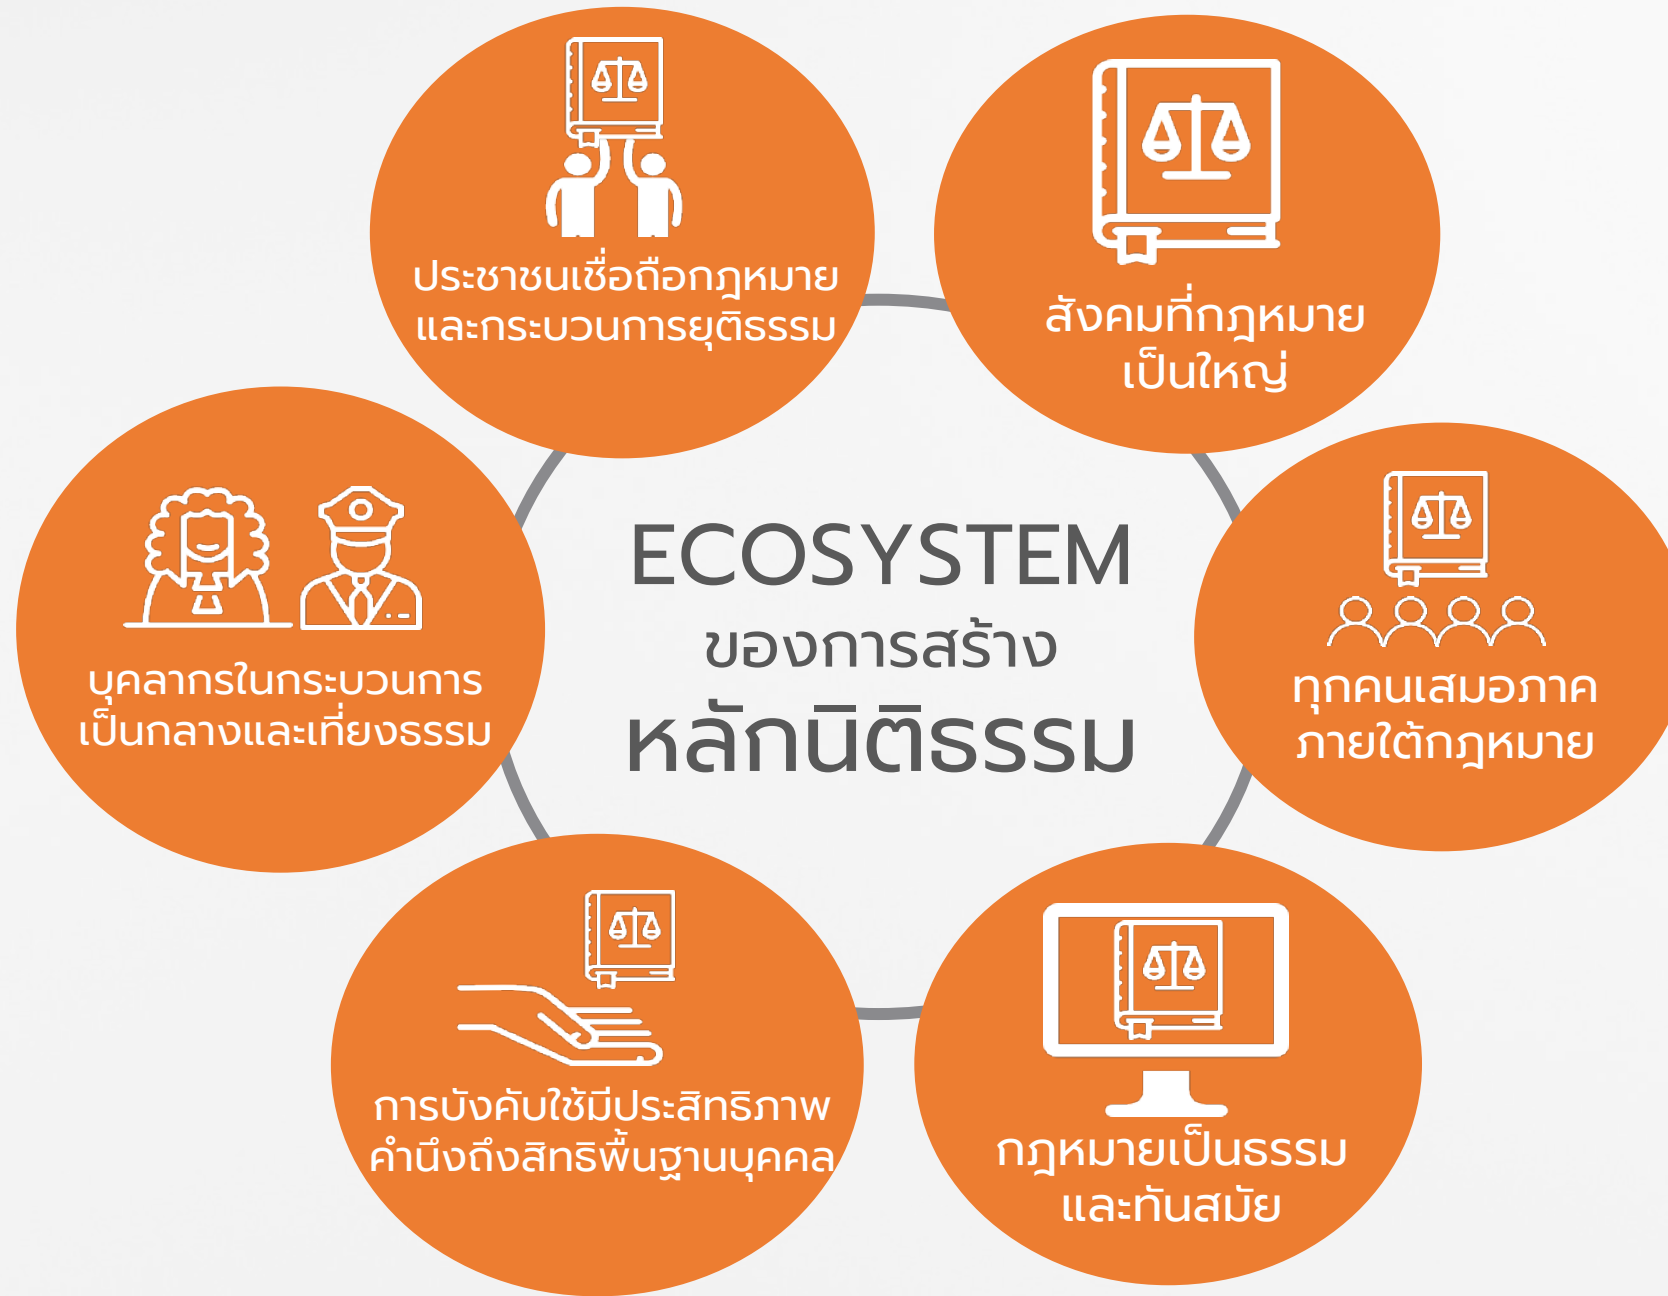 ประชาชนเชื่อถือกฎหมาย
และกระบวนการยุติธรรม
สังคมที่กฎหมาย
เป็นใหญ่
บุคลากรในกระบวนการ
เป็นกลางและเที่ยงธรรม
ECOSYSTEM
ของการสร้าง
หลักนิติธรรม
ทุกคนเสมอภาค
ภายใต้กฎหมาย
การบังคับใช้มีประสิทธิภาพ
คำนึงถึงสิทธิพื้นฐานบุคคล
กฎหมายเป็นธรรม
และทันสมัย